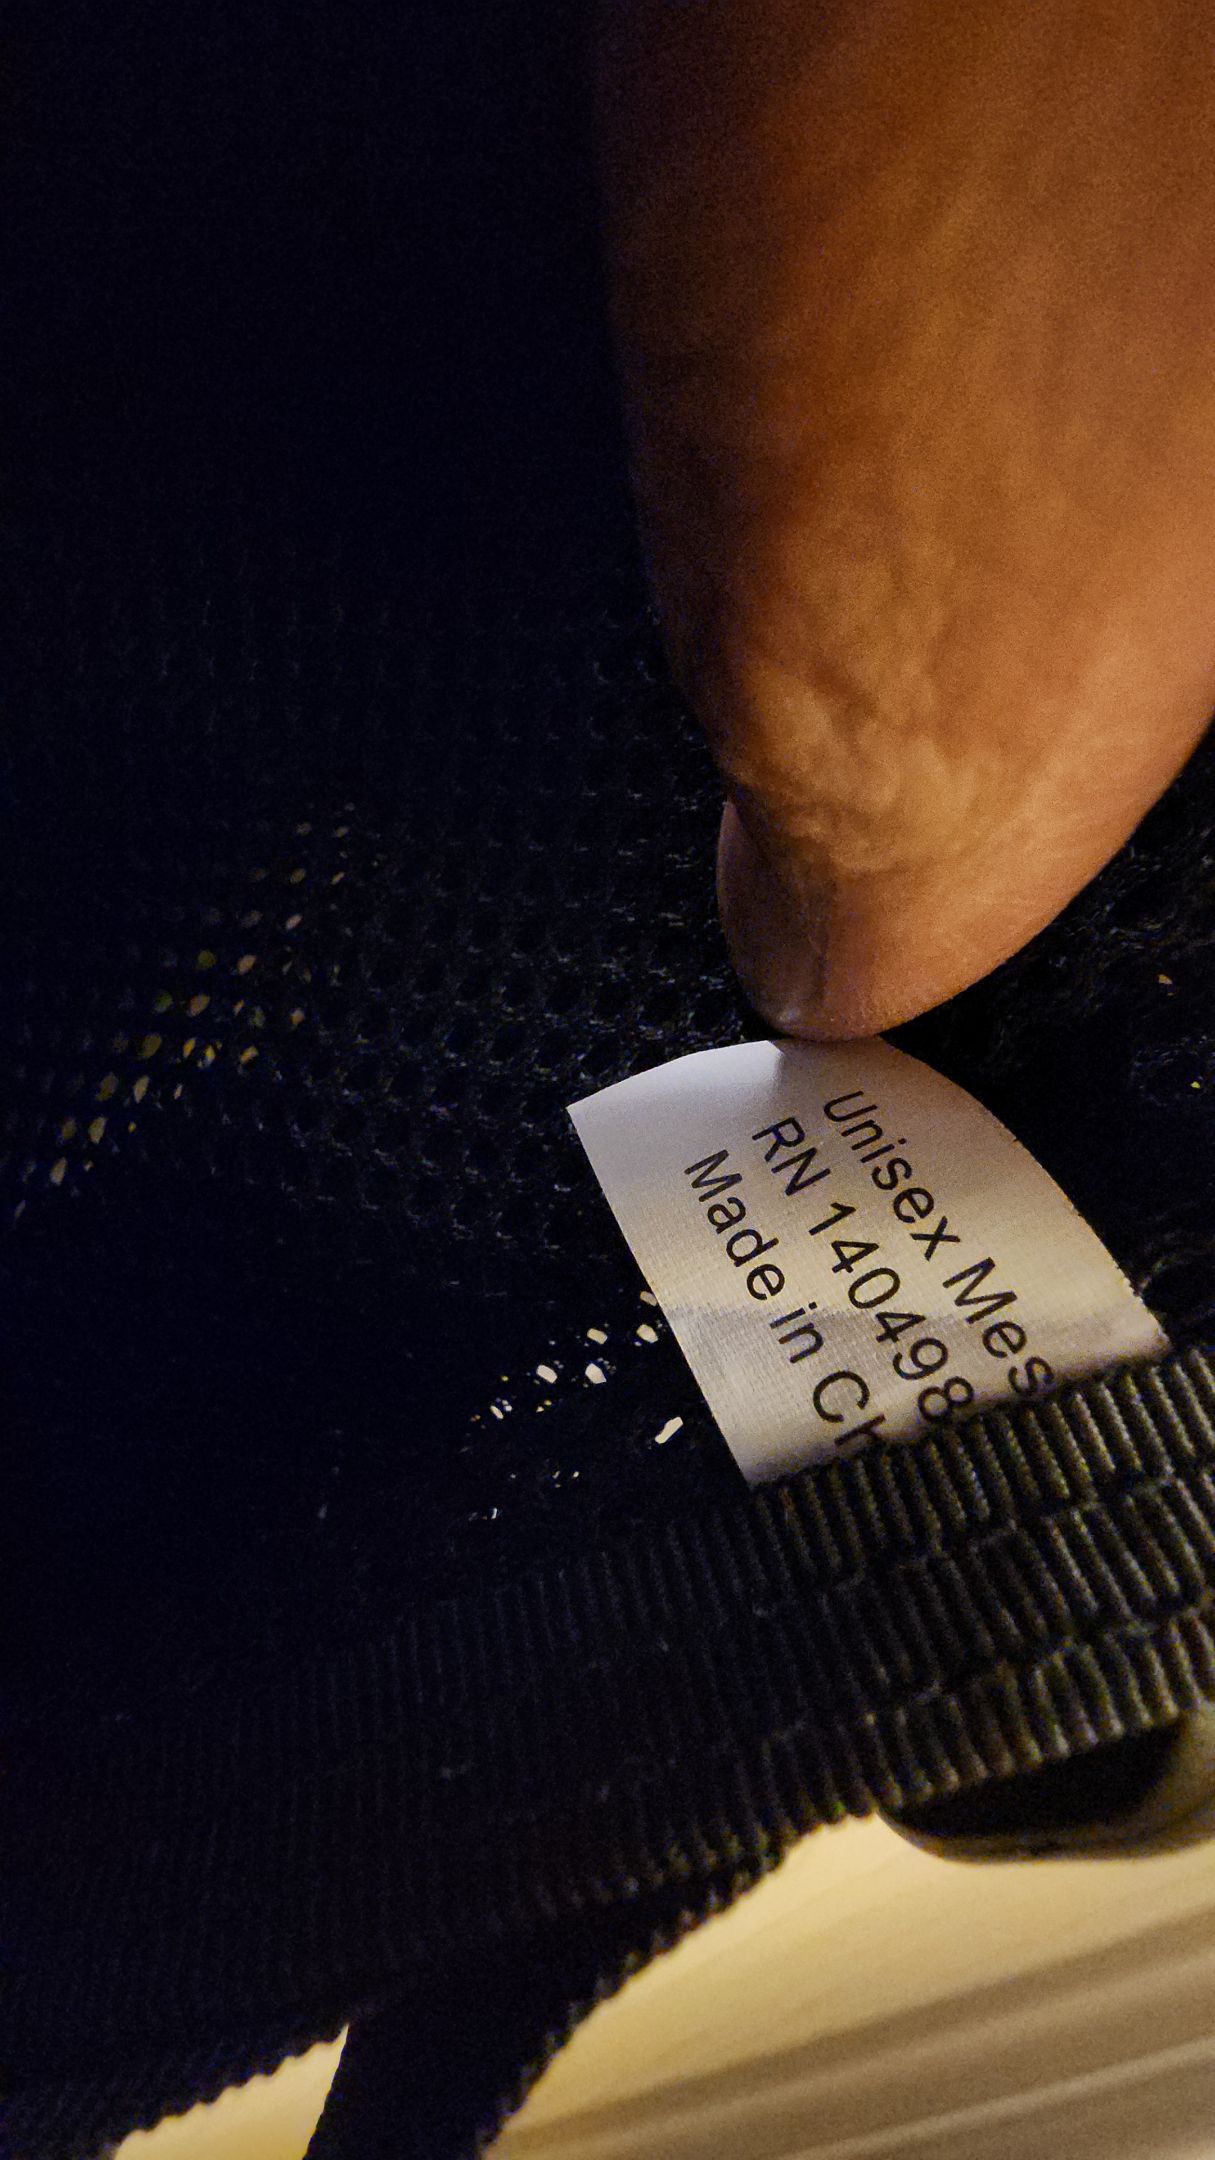 Unisex Mes
RN 140498
Made in Ch